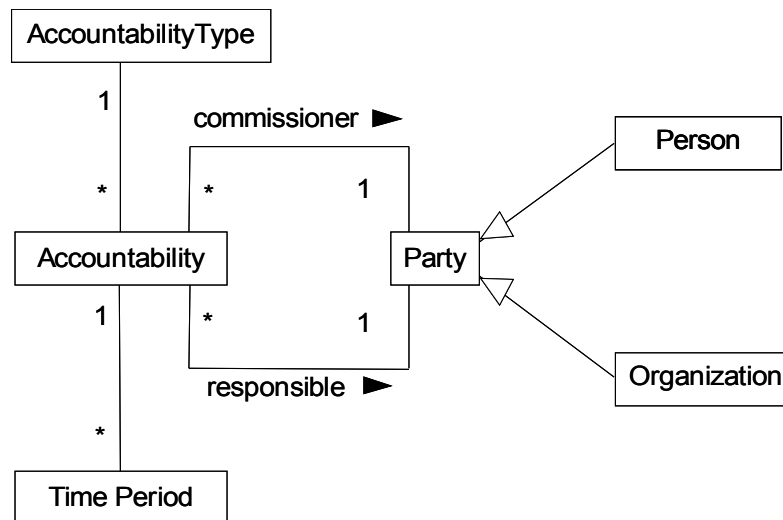 AccountabilityType
1
commissioner ►
Person
*
*
1
Accountability
Party
1
*
1
responsible ►
Organization
*
Time Period